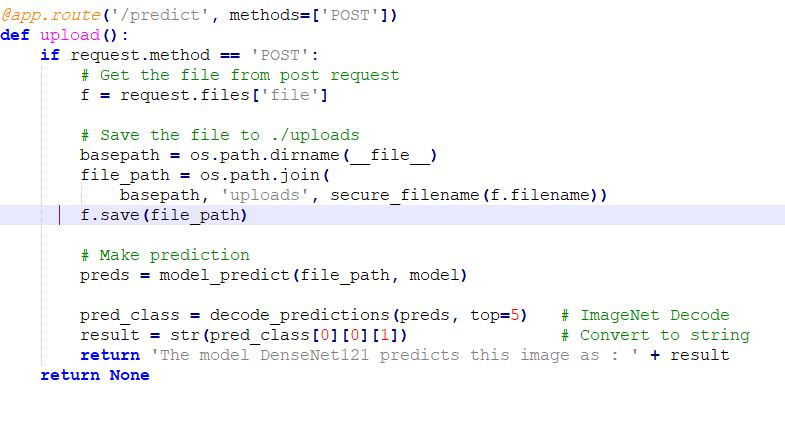 @app.route('/predict', methods=['POST'])
def upload():
    if request.method == 'POST':
        # Get the file from post request
        f = request.files['file']

        # Save the file to ./uploads
        basepath = os.path.dirname(__file__)
        file_path = os.path.join(
            basepath, 'uploads', secure_filename(f.filename))
        f.save(file_path)

        # Make prediction
        preds = model_predict(file_path, model)

        pred_class = decode_predictions(preds, top=5)   # ImageNet Decode
        result = str(pred_class[0][0][1])               # Convert to string
        return 'The model DenseNet121 predicts this image as : ' + result
    return None